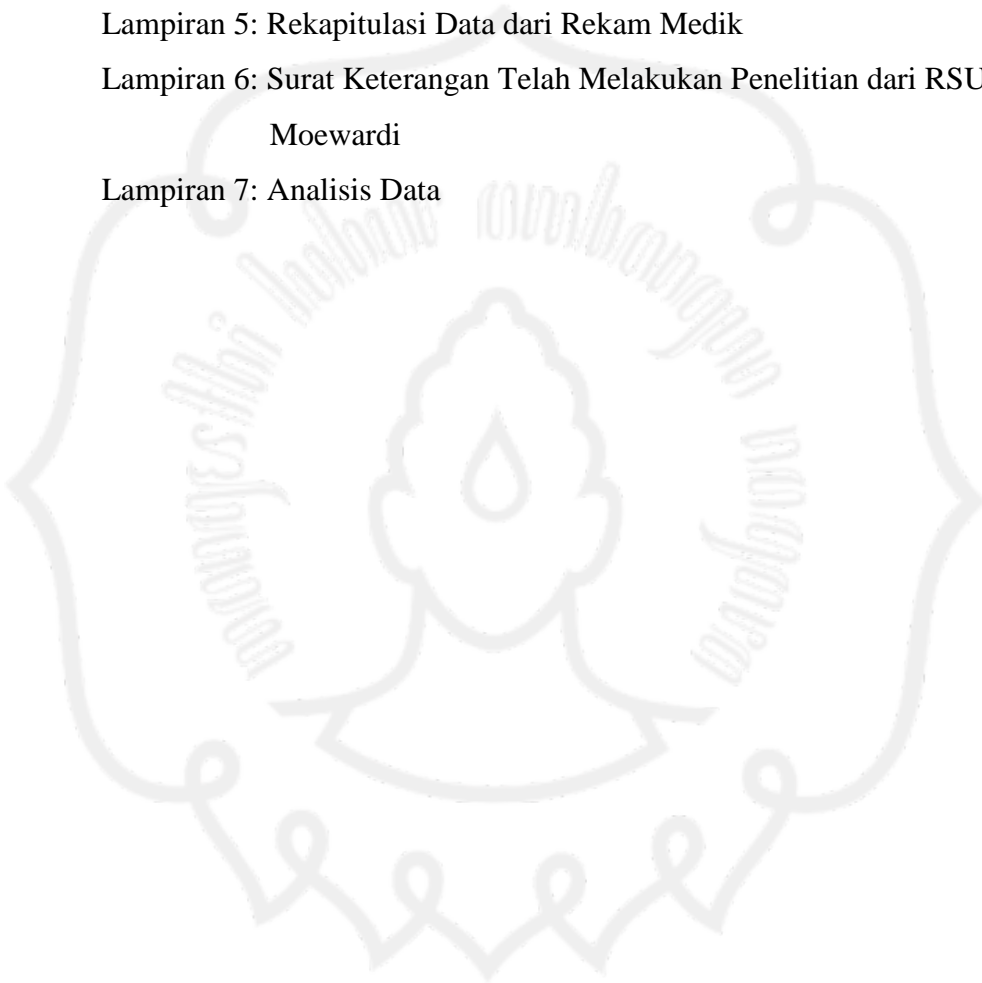 Lampiran 5: Rekapitulasi Data dari Rekam Medik
Lampiran 6: Surat Keterangan Telah Melakukan Penelitian dari RSU
Moewardi
Lampiran 7: Analisis Data